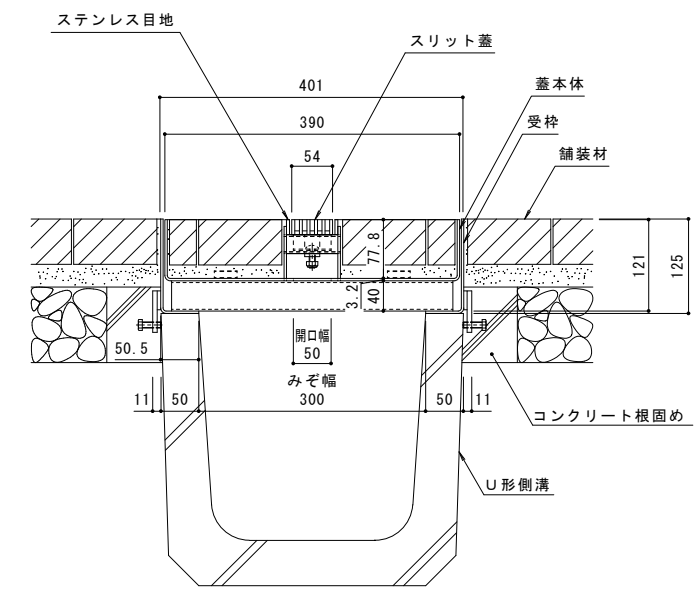 ステンレス目地
スリット蓋
401
蓋本体
390
受枠
54
舗装材
77.8
121
125
3.2
40
開口幅
50.5
50
みぞ幅
11
50
300
50
11
コンクリート根固め
U形側溝